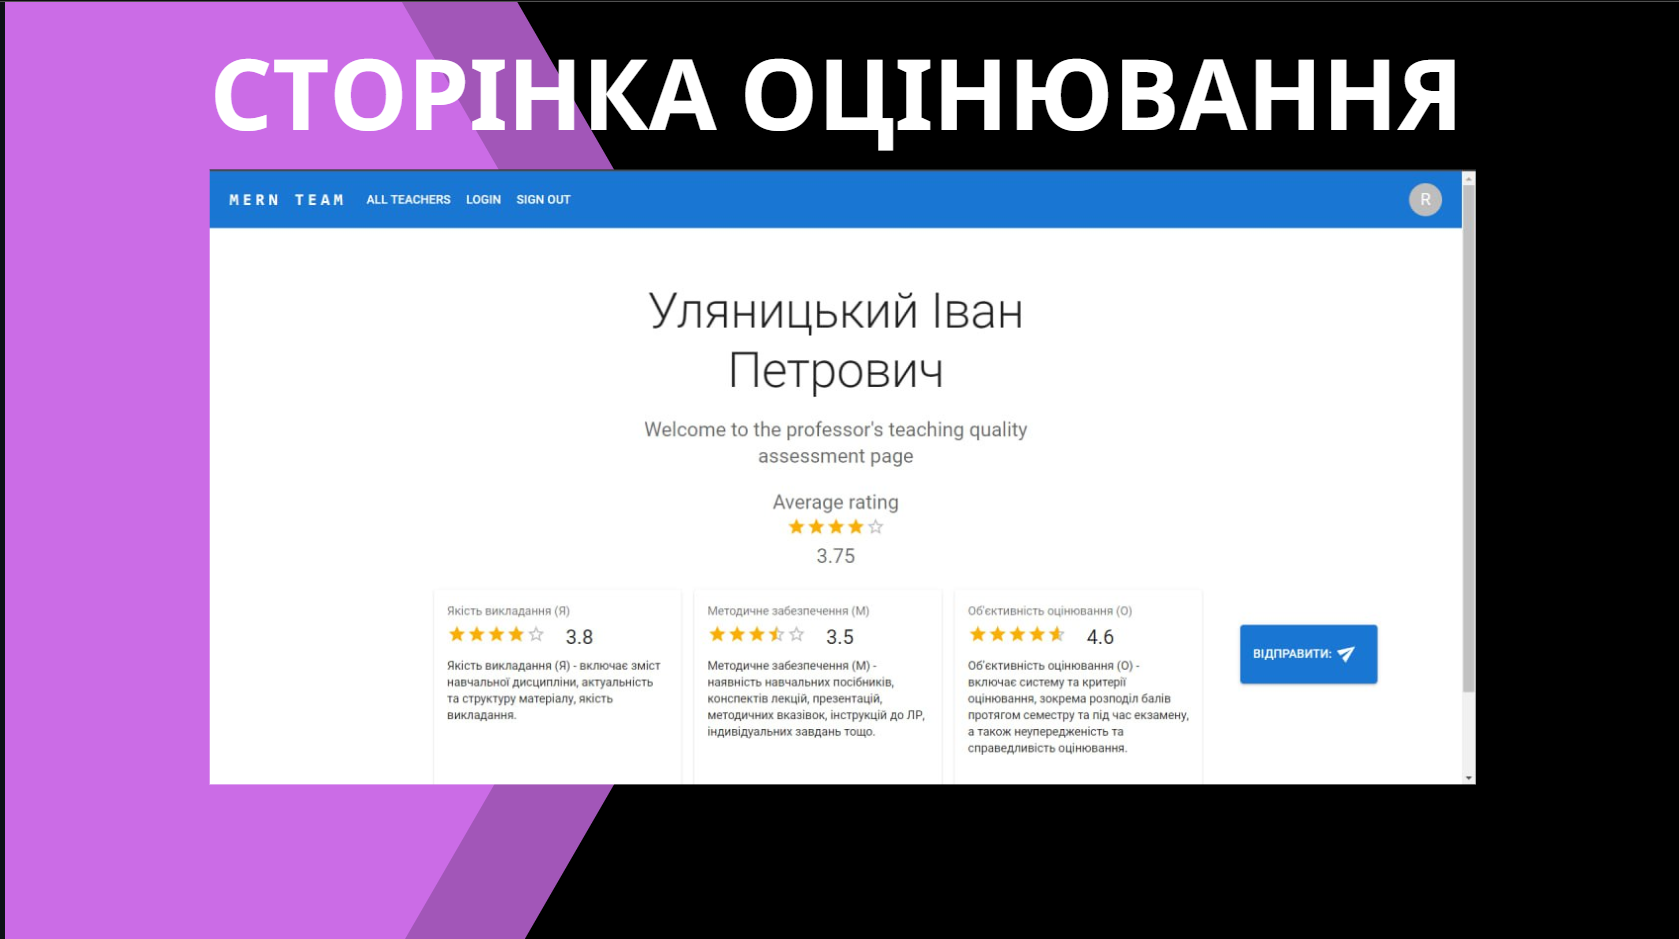 СТОРІНКА ОЦІНЮВАННЯ
MERN TEAM ALL TEACHERS LOGIN SIGN OUT R
Уляницький Іван
Петрович
Welcome to the professor's teaching quality
assessment page
Average rating
3.75
Якість викладання (Я)
3.8
Якість викладання (Я) - включає зміст
навчальної дисципліни, актуальність
та структуру матеріалу, якість
викладання.
Методичне забезпечення (М)
3.5
Методичне забезпечення (М) -
наявність навчальних посібників,
конспектів лекцій, презентацій,
методичних вказівок, інструкцій до ЛР,
індивідуальних завдань тощо.
Об'єктивність оцінювання (О)
4.6
Об'єктивність оцінювання (О) -
включає систему та критерії
оцінювання, зокрема розподіл балів
протягом семестру та під час екзамену,
а також неупередженість та
справедливість оцінювання.
ВІДПРАВИТИ: